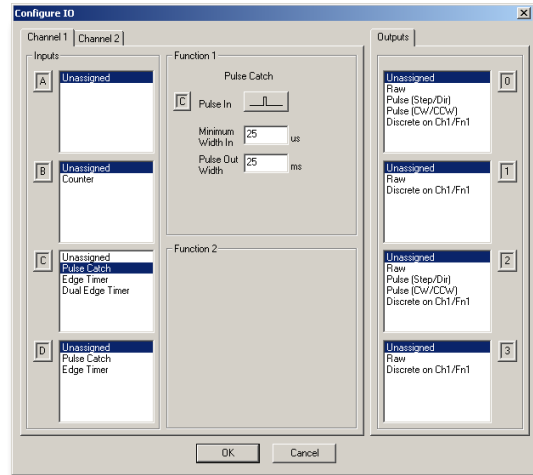 Configure IO
Channel 1
Channel 2
Outputs
Inputs
A
Unassigned
B
Unassigned
Counter
C
Unassigned
Pulse Catch
Edge Timer
Dual Edge Timer
D
Unassigned
Pulse Catch
Edge Timer
Function 1
Pulse Catch
C
Pulse In
Minimum
Width In
25
us
Pulse Out
Width
25
ms
Function 2
Unassigned
Raw
Pulse (Step/Dir)
Pulse (CW/CCW)
Discrete on Ch1/Fn1
0
Unassigned
Raw
Discrete on Ch1/Fn1
1
Unassigned
Raw
Pulse (Step/Dir)
Pulse (CW/CCW)
Discrete on Ch1/Fn1
2
Unassigned
Raw
Discrete on Ch1/Fn1
3
OK
Cancel